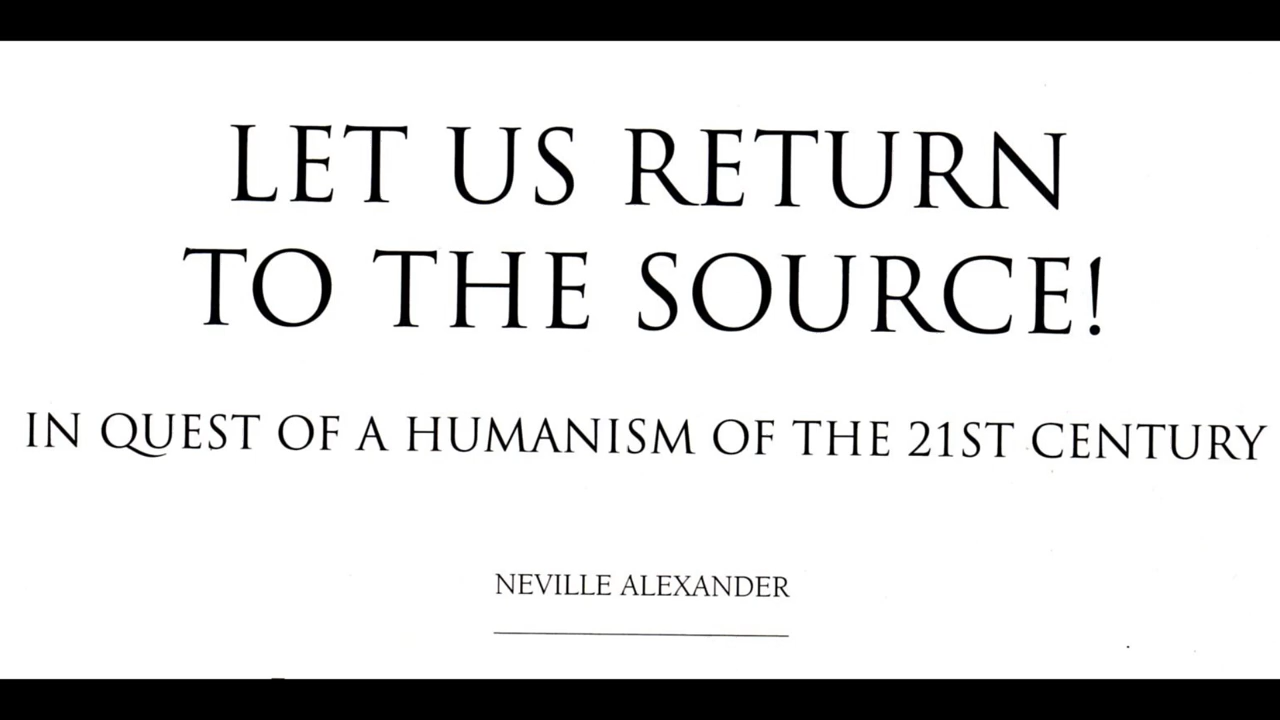 LET US RETURN
TO THE SOURCE!
IN QUEST OF A HUMANISM OF THE 21ST CENTURY
NEVILLE ALEXANDER